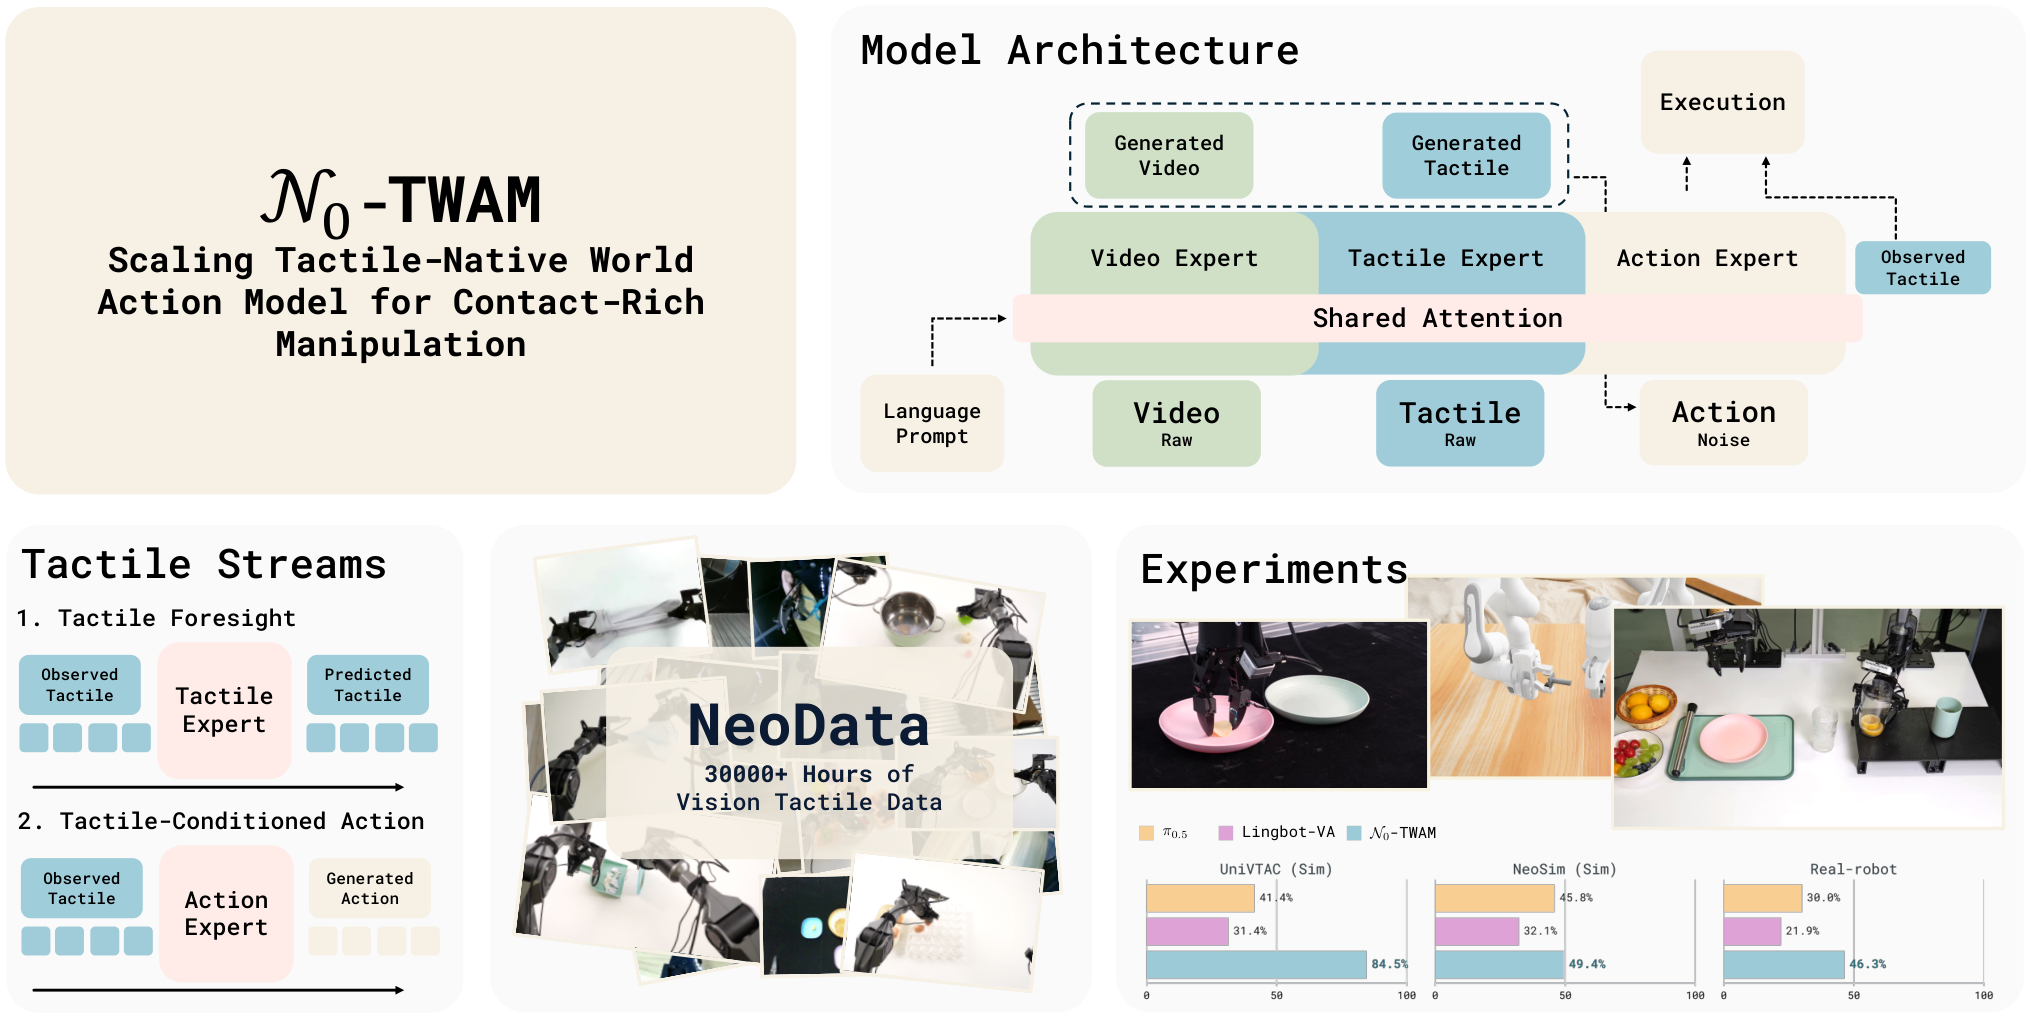 𝒩₀-TWAM
Scaling Tactile-Native World
Action Model for Contact-Rich
Manipulation
Model Architecture
Execution
Generated
Video
Generated
Tactile
Video Expert
Tactile Expert
Action Expert
Observed
Tactile
Shared Attention
Language
Prompt
Video
Raw
Tactile
Raw
Action
Noise
Tactile Streams
1. Tactile Foresight
Observed
Tactile
Tactile
Expert
Predicted
Tactile
2. Tactile-Conditioned Action
Observed
Tactile
Action
Expert
Generated
Action
NeoData
30000+ Hours of
Vision Tactile Data
Experiments
π₀.₅ Lingbot-VA 𝒩₀-TWAM
UniVTAC (Sim)
41.4%
31.4%
84.5%
0 50 100
NeoSim (Sim)
45.8%
32.1%
49.4%
0 50 100
Real-robot
30.0%
21.9%
46.3%
0 50 100